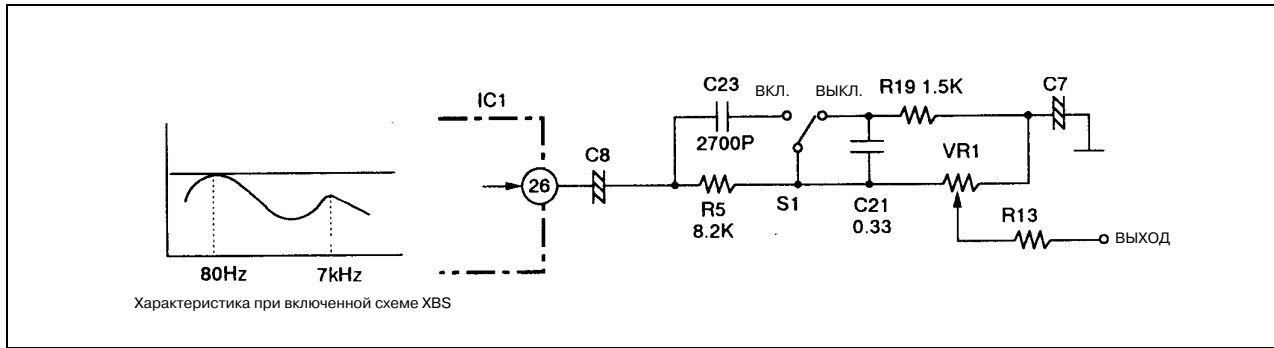 IC1
26
C8
C23
2700P
ВКЛ.
ВЫКЛ.
R19 1.5K
C7
R5
8.2K
S1
C21
0.33
VR1
R13
ВЫХОД
80Hz
7kHz
Характеристика при включенной схеме XBS